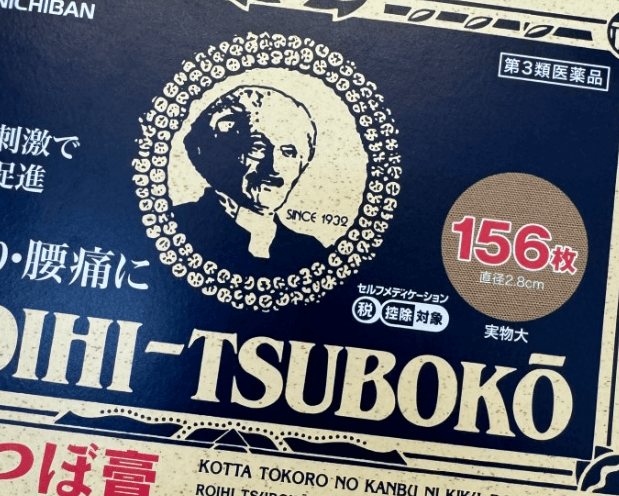 NICHIBAN
第3類医薬品
刺激で
促進
SINCE 1932
156枚
直径2.8cm
・腰痛に
セルフメディケーション
税 控除 対象
実物大
OIHI-TSUBOKŌ
つぼ膏
KOTTA TOKORO NO KANBU NI KIKU
ROIHI-TSUBOKO